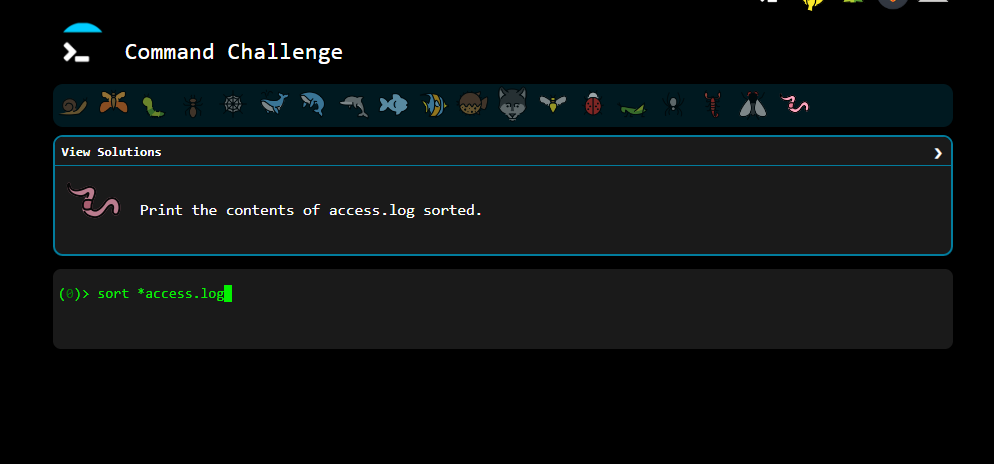 Command Challenge
View Solutions
Print the contents of access.log sorted.
(0)> sort *access.log